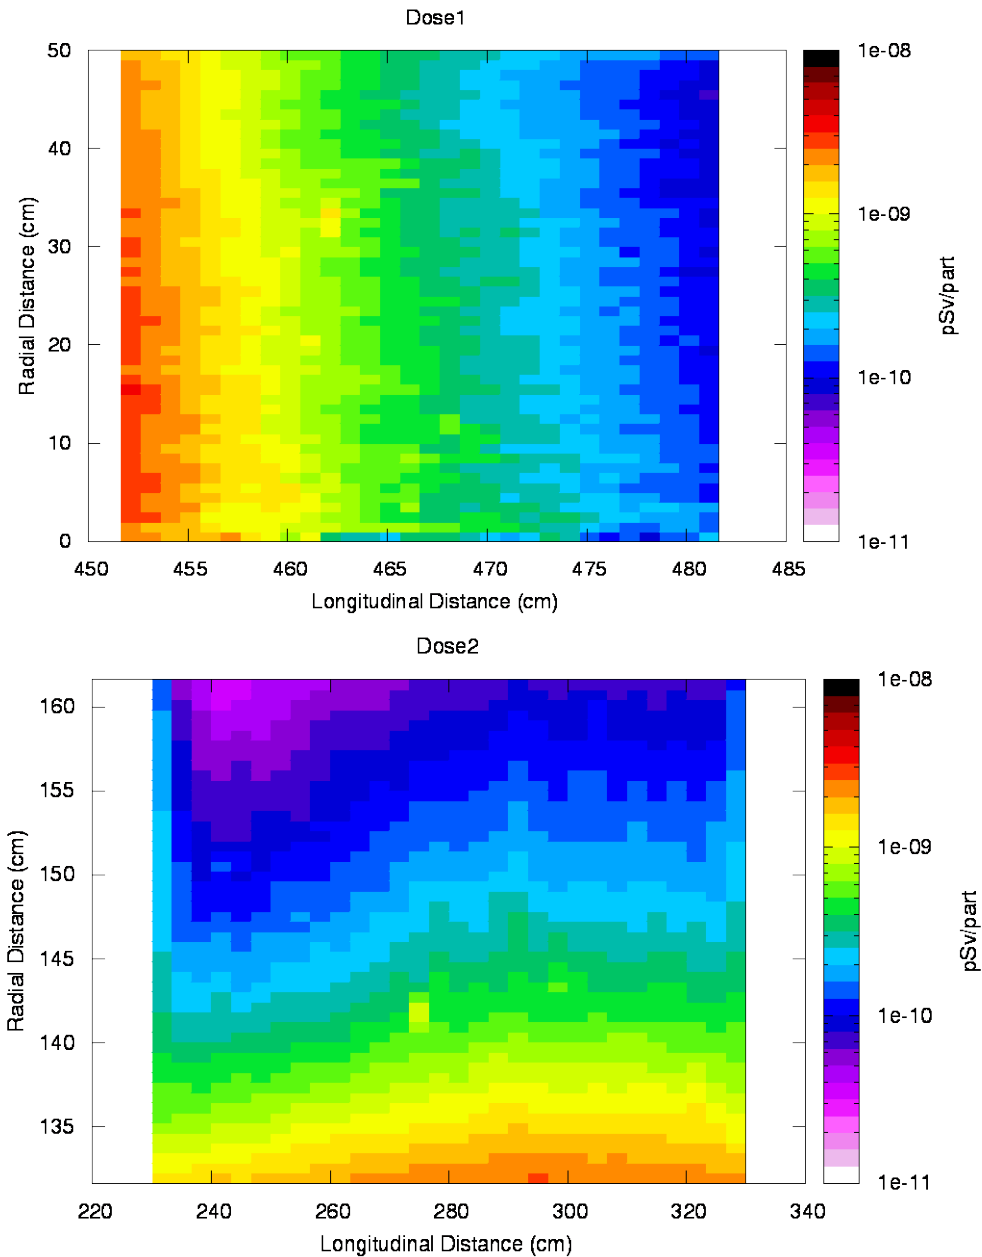 Dose1
50
40
30
20
10
0
Radial Distance (cm)
450 455 460 465 470 475 480 485
Longitudinal Distance (cm)
1e-08
1e-09
1e-10
1e-11
pSv/part
Dose2
160
155
150
145
140
135
Radial Distance (cm)
220 240 260 280 300 320 340
Longitudinal Distance (cm)
1e-08
1e-09
1e-10
1e-11
pSv/part